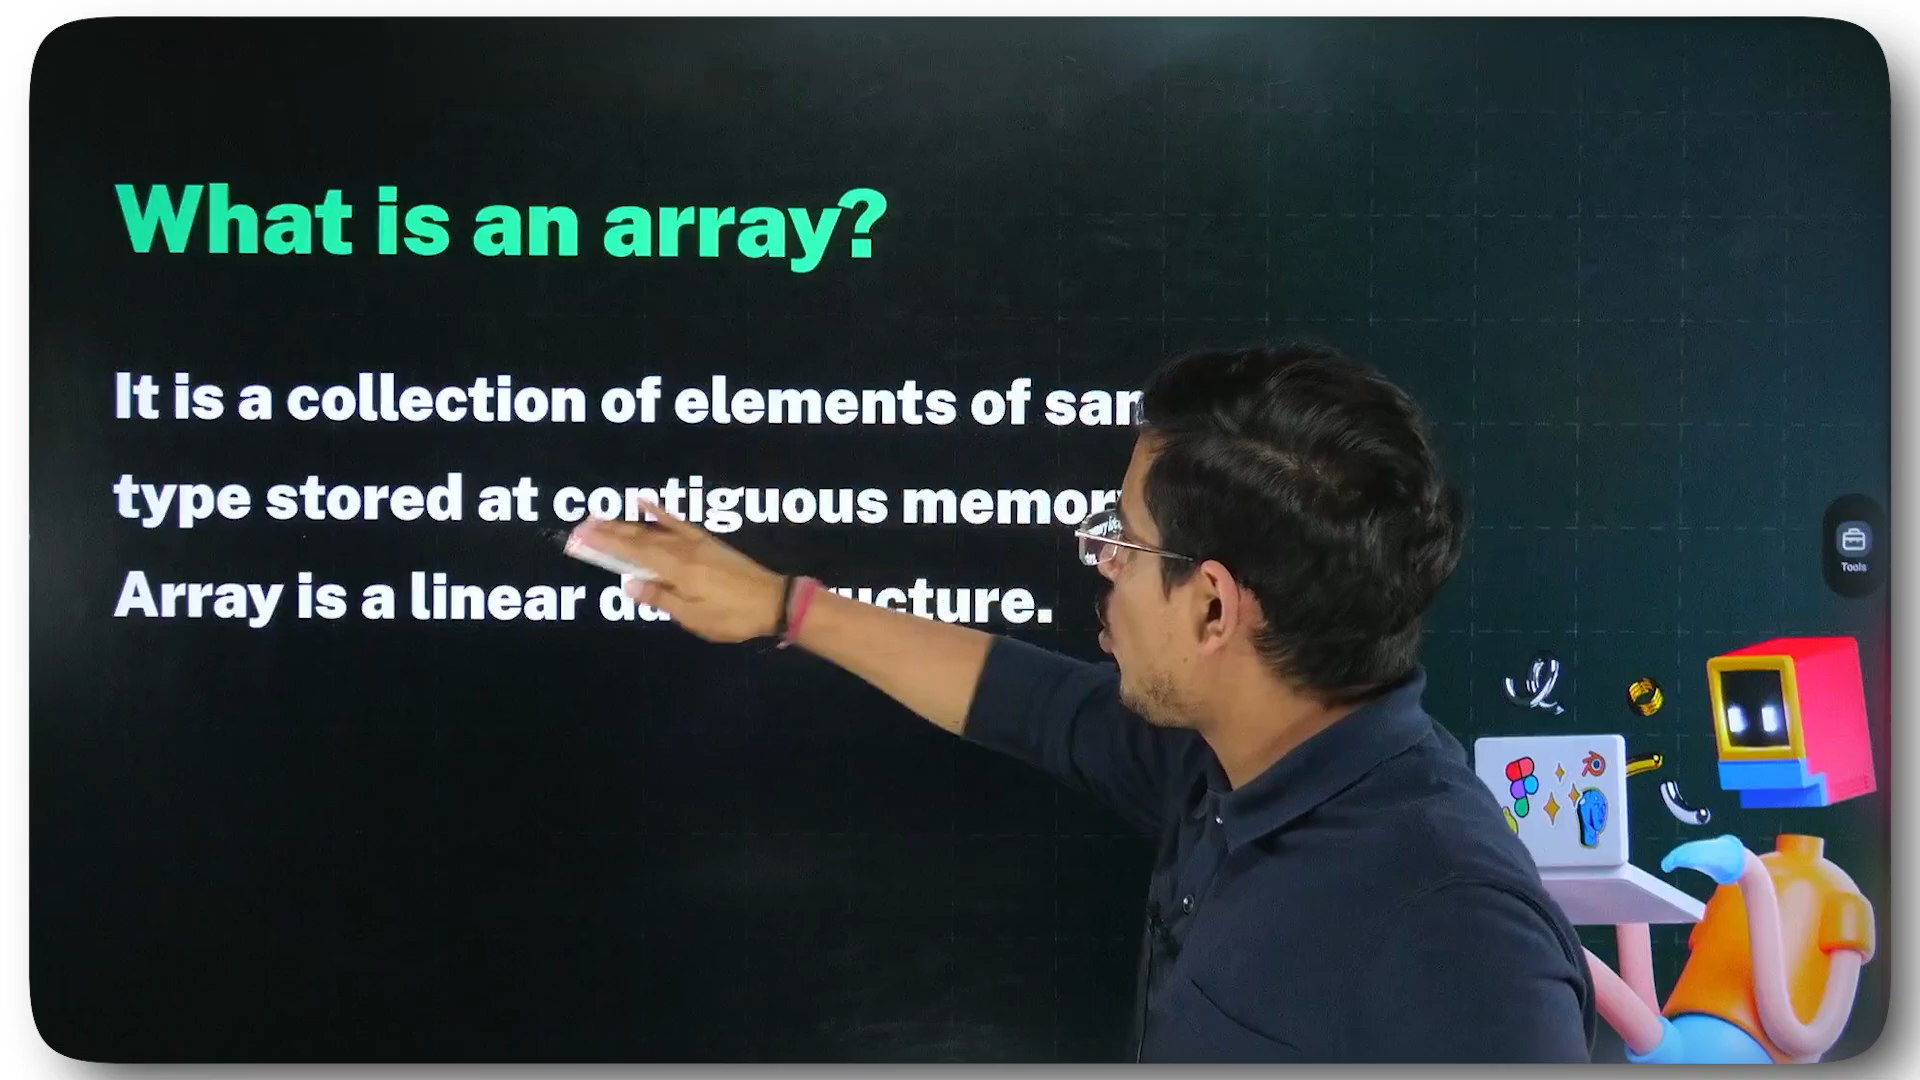 What is an array?
It is a collection of elements of
type stored at contiguous
Array is a linear
Tools